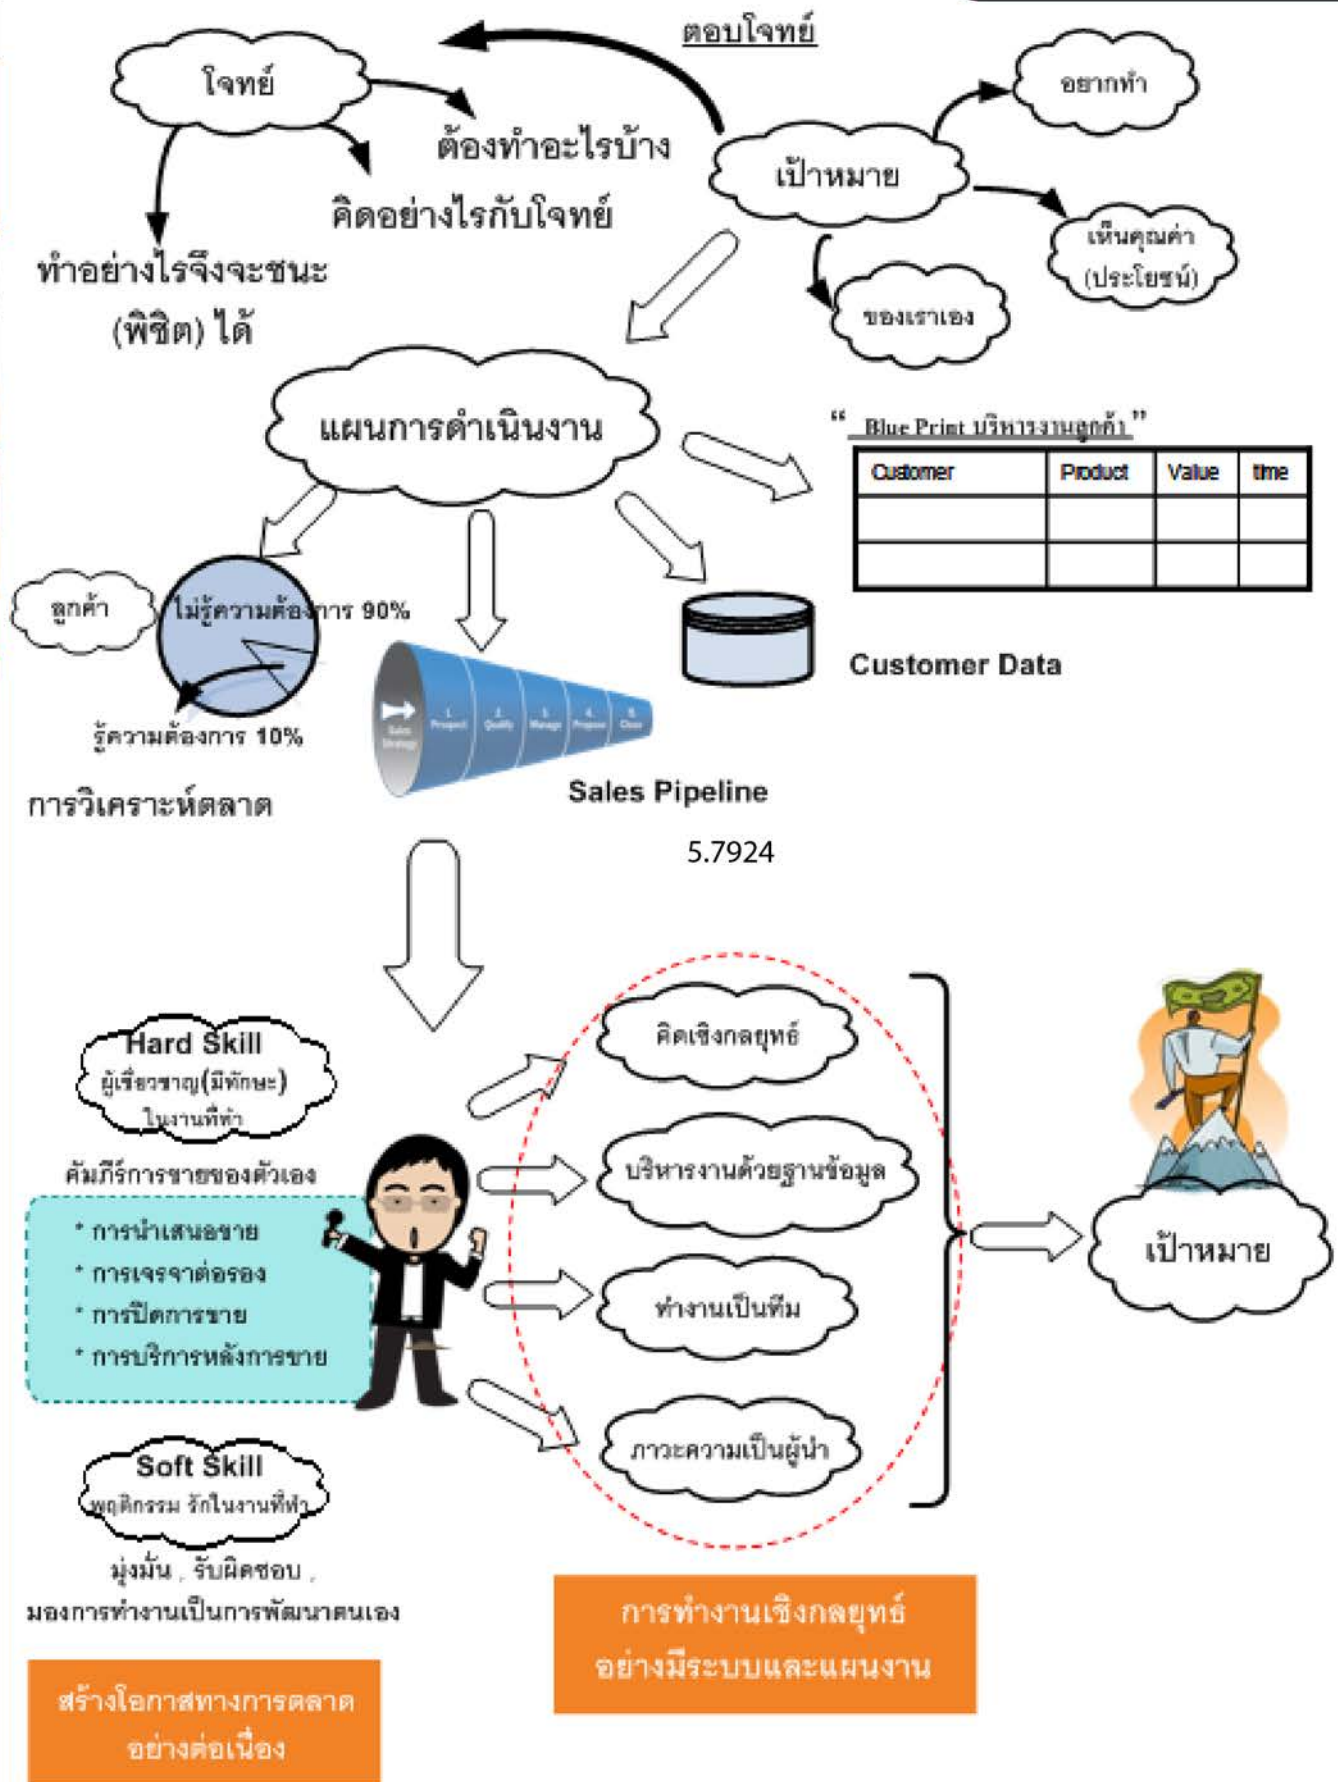 ตอบโจทย์
โจทย์
อยากทำ
ต้องทำอะไรบ้าง
เป้าหมาย
คิดอย่างไรกับโจทย์
เห็นคุณค่า
(ประโยชน์)
ทำอย่างไรจึงจะชนะ
(พิชิต) ได้
ของเราเอง
แผนการดำเนินงาน
“ Blue Print บริหารงานลูกค้า ”
Customer Product Value time
ลูกค้า
ไม่รู้ความต้องการ 90%
รู้ความต้องการ 10%
การวิเคราะห์ตลาด
Customer Data
Sales Strategy
1. Prospect
2. Qualify
3. Manage
4. Propose
5. Close
Sales Pipeline
5.7924
Hard Skill
ผู้เชี่ยวชาญ(มีทักษะ)
ในงานที่ทำ
คัมภีร์การขายของตัวเอง
* การนำเสนอขาย
* การเจรจาต่อรอง
* การปิดการขาย
* การบริการหลังการขาย
Soft Skill
พฤติกรรม รักในงานที่ทำ
มุ่งมั่น , รับผิดชอบ ,
มองการทำงานเป็นการพัฒนาตนเอง
สร้างโอกาสทางการตลาด
อย่างต่อเนื่อง
คิดเชิงกลยุทธ์
บริหารงานด้วยฐานข้อมูล
ทำงานเป็นทีม
ภาวะความเป็นผู้นำ
การทำงานเชิงกลยุทธ์
อย่างมีระบบและแผนงาน
เป้าหมาย